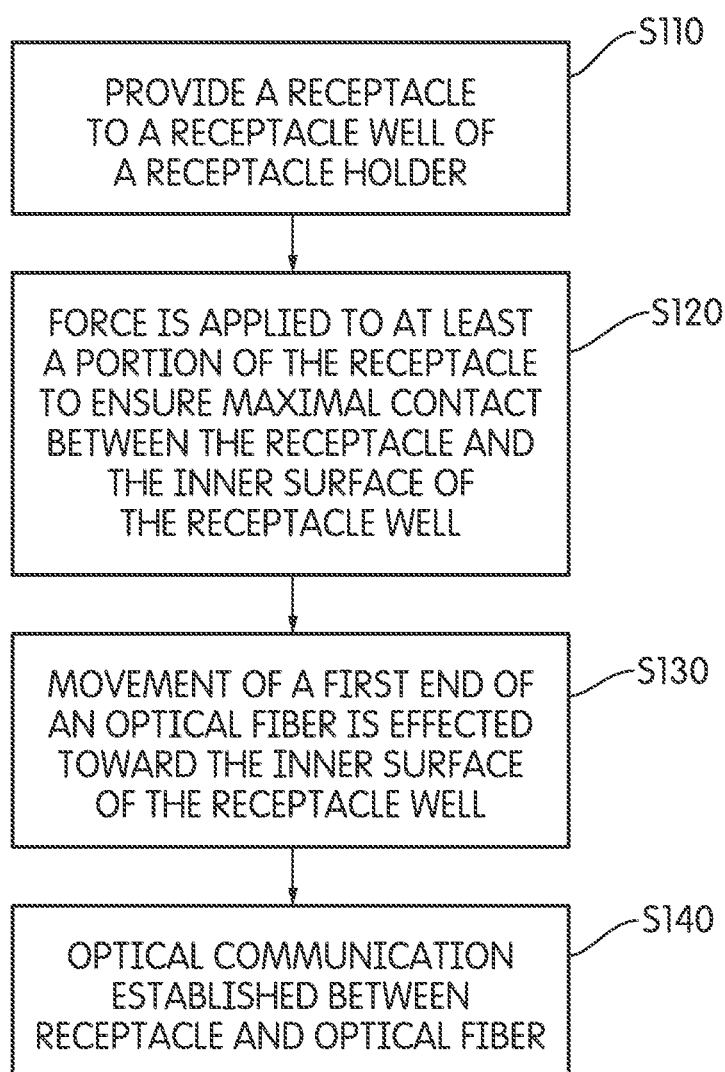 S110
PROVIDE A RECEPTACLE
TO A RECEPTACLE WELL OF
A RECEPTACLE HOLDER
S120
FORCE IS APPLIED TO AT LEAST
A PORTION OF THE RECEPTACLE
TO ENSURE MAXIMAL CONTACT
BETWEEN THE RECEPTACLE AND
THE INNER SURFACE OF
THE RECEPTACLE WELL
S130
MOVEMENT OF A FIRST END OF
AN OPTICAL FIBER IS EFFECTED
TOWARD THE INNER SURFACE
OF THE RECEPTACLE WELL
S140
OPTICAL COMMUNICATION
ESTABLISHED BETWEEN
RECEPTACLE AND OPTICAL FIBER